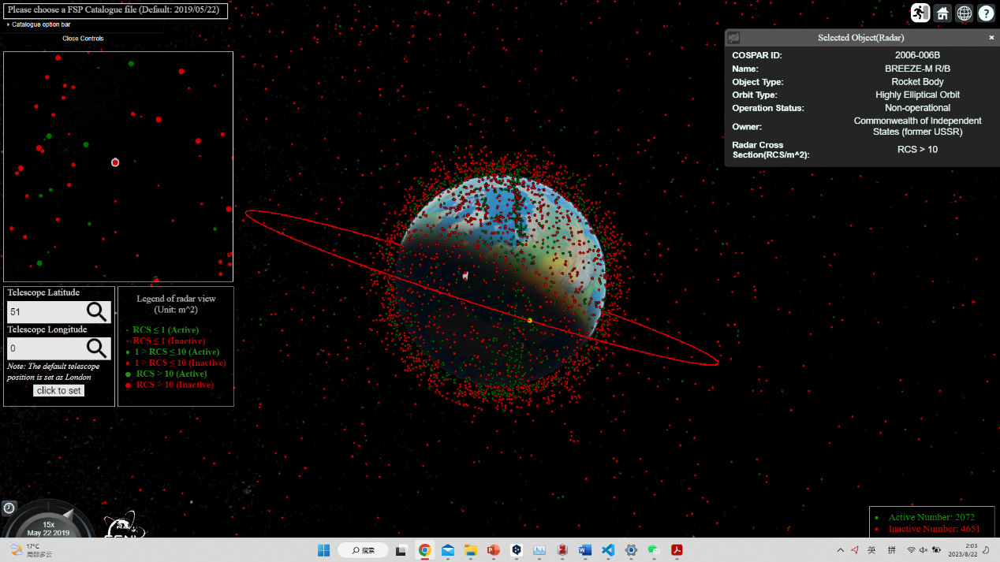 Please choose a FSP Catalogue file (Default: 2019/05/22)
Catalogue option bar
Close Controls
Telescope Latitude
51
Telescope Longitude
0
Note: The default telescope
position is set as London
click to set
Legend of radar view
(Unit: m^2)
RCS ≤ 1 (Active)
RCS ≤ 1 (Inactive)
1 > RCS ≤ 10 (Active)
1 > RCS ≤ 10 (Inactive)
RCS > 10 (Active)
RCS > 10 (Inactive)
Selected Object(Radar)
COSPAR ID: 2006-006B
Name: BREEZE-M R/B
Object Type: Rocket Body
Orbit Type: Highly Elliptical Orbit
Operation Status: Non-operational
Owner: Commonwealth of Independent
States (former USSR)
Radar Cross
Section(RCS/m^2): RCS > 10
15x
May 22 2019
Active Number: 2072
Inactive Number: 4651
17°C
局部多云
搜索
英 拼
2:03
2023/8/22